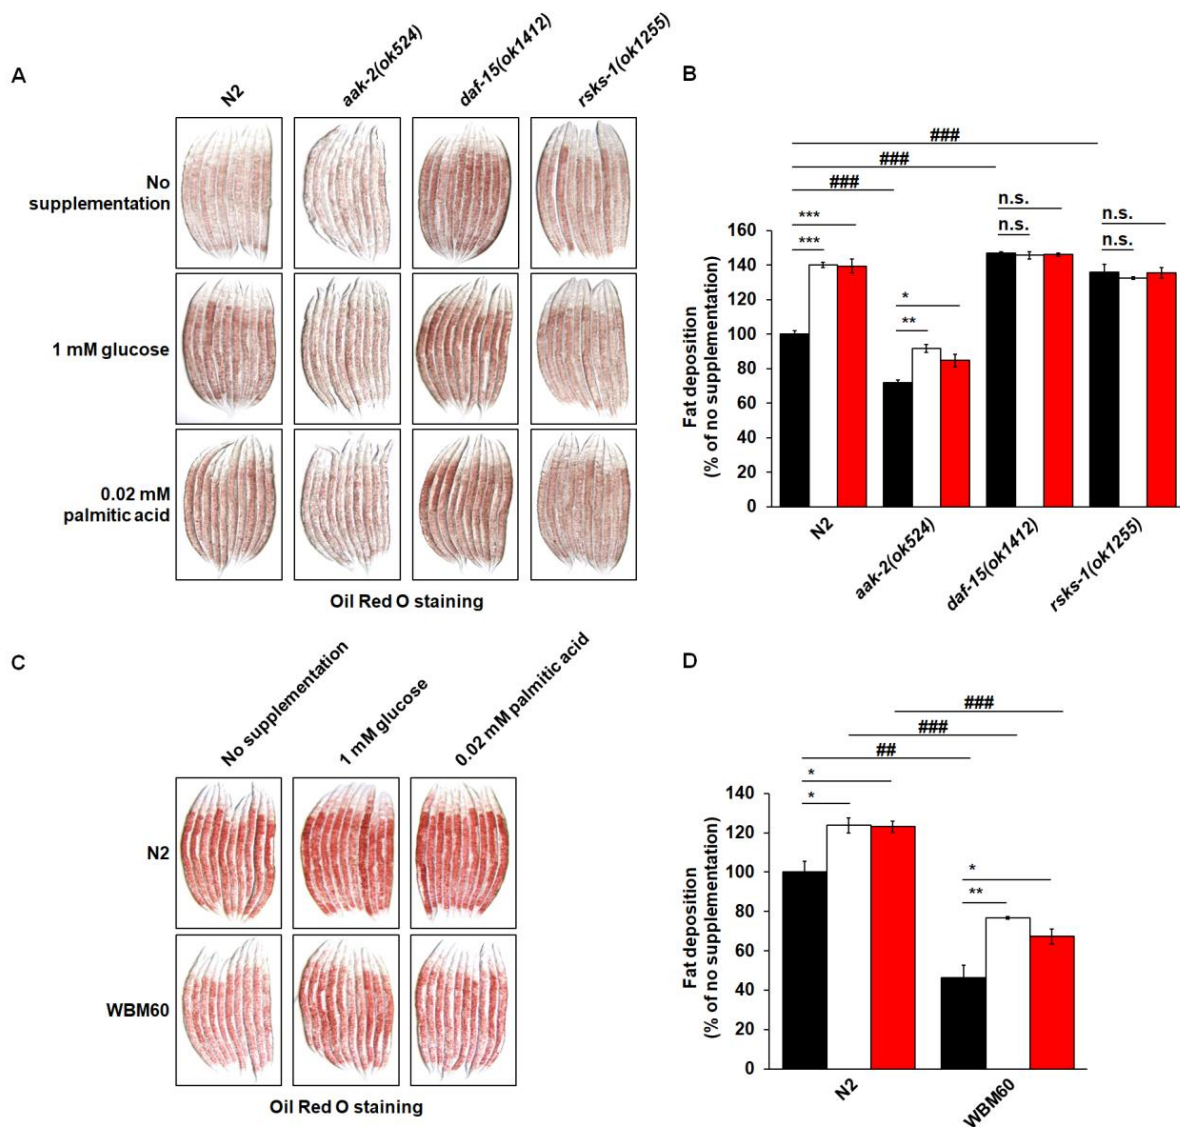 A
N2
aak-2(ok524)
daf-15(ok1412)
rsks-1(ok1255)
No
supplementation
1 mM glucose
0.02 mM
palmitic acid
Oil Red O staining
B
###
###
###
***
***
*
**
n.s.
n.s.
n.s.
n.s.
Fat deposition
(% of no supplementation)
160
140
120
100
80
60
40
20
0
N2
aak-2(ok524)
daf-15(ok1412)
rsks-1(ok1255)
C
No supplementation
1 mM glucose
0.02 mM palmitic acid
N2
WBM60
Oil Red O staining
D
###
###
##
*
*
*
**
Fat deposition
(% of no supplementation)
140
120
100
80
60
40
20
0
N2
WBM60